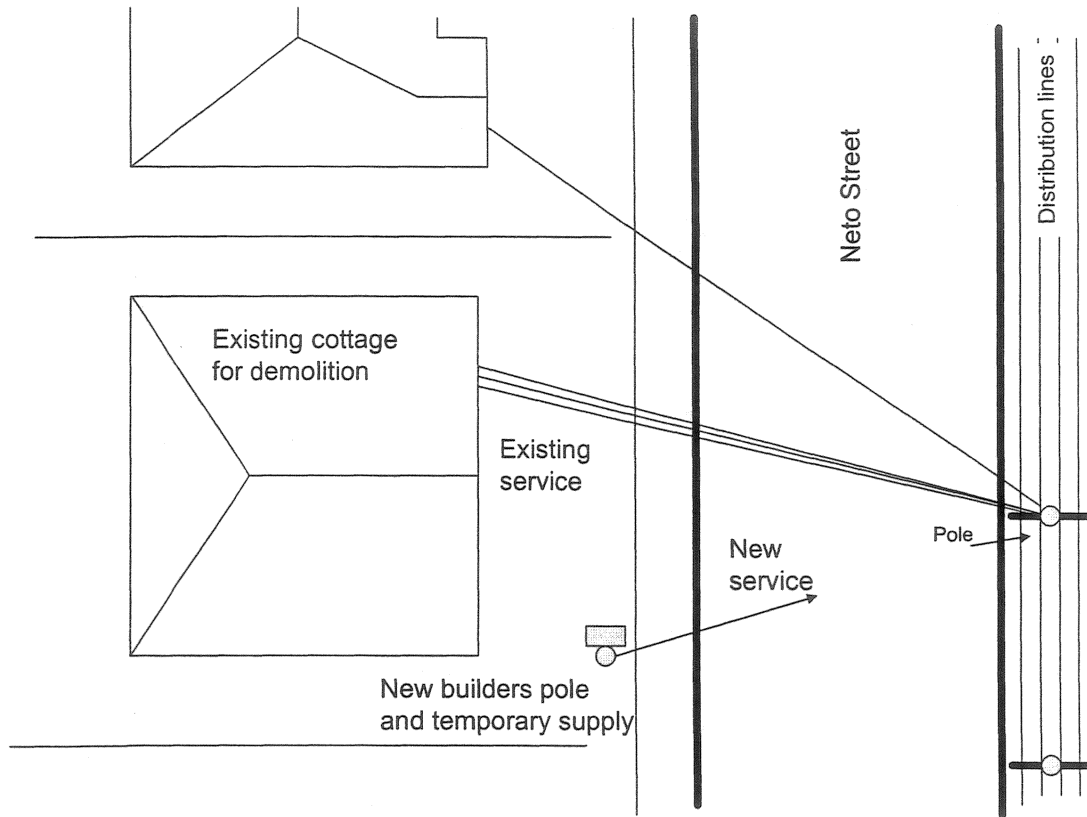 Distribution lines
Neto Street
Existing cottage
for demolition
Existing
service
Pole
New
service
New builders pole
and temporary supply